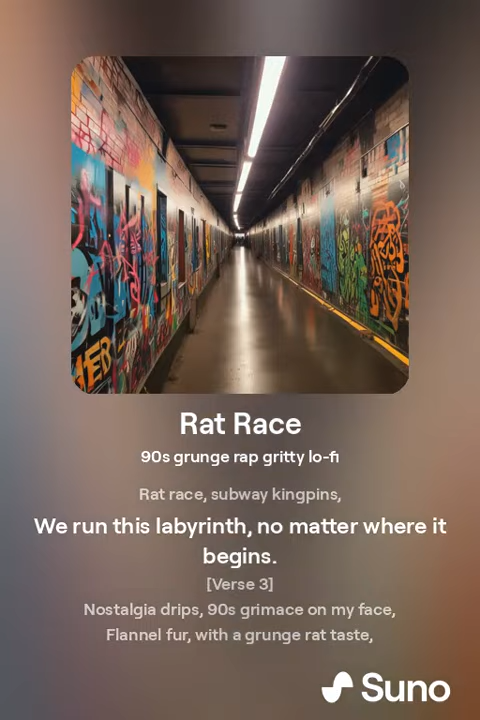 Rat Race
90s grunge rap gritty lo-fi
Rat race, subway kingpins,
We run this labyrinth, no matter where it
begins.
[Verse 3]
Nostalgia drips, 90s grimace on my face,
Flannel fur, with a grunge rat taste,
Suno